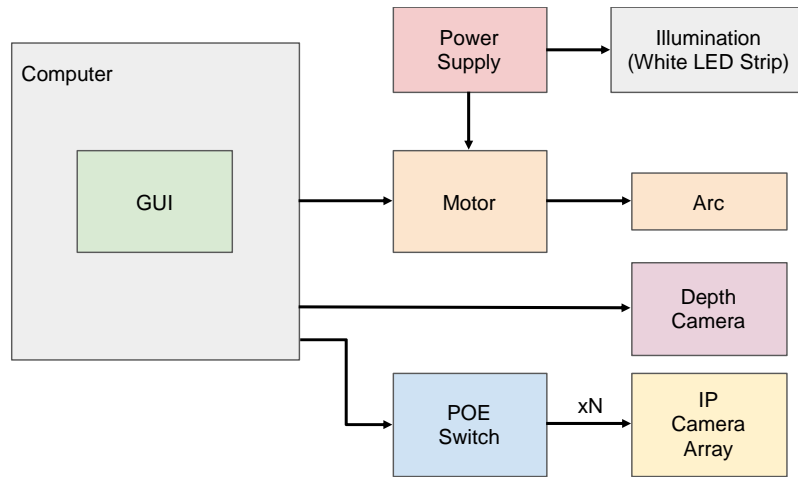 Computer
GUI
Power
Supply
Illumination
(White LED Strip)
Motor
Arc
Depth
Camera
POE
Switch
xN
IP
Camera
Array